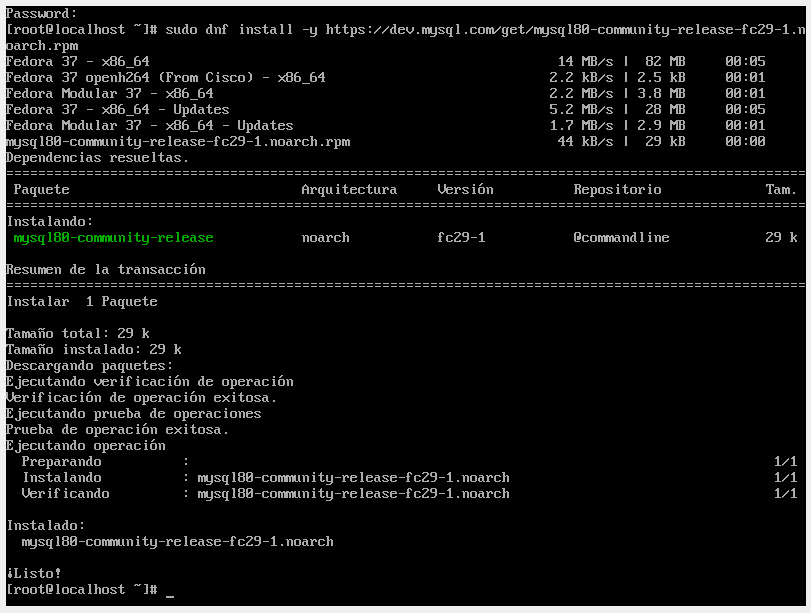 Password:
[root@localhost ~]# sudo dnf install -y https://dev.mysql.com/get/mysql80-community-release-fc29-1.n
oarch.rpm
Fedora 37 - x86_64 14 MB/s | 82 MB 00:05
Fedora 37 openh264 (From Cisco) - x86_64 2.2 kB/s | 2.5 kB 00:01
Fedora Modular 37 - x86_64 2.2 MB/s | 3.8 MB 00:01
Fedora 37 - x86_64 - Updates 5.2 MB/s | 28 MB 00:05
Fedora Modular 37 - x86_64 - Updates 1.7 MB/s | 2.9 MB 00:01
mysql80-community-release-fc29-1.noarch.rpm 44 kB/s | 29 kB 00:00
Dependencias resueltas.
====================================================================================================
Paquete Arquitectura Versión Repositorio Tam.
====================================================================================================
Instalando:
mysql80-community-release noarch fc29-1 @commandline 29 k

Resumen de la transacción
====================================================================================================
Instalar 1 Paquete

Tamaño total: 29 k
Tamaño instalado: 29 k
Descargando paquetes:
Ejecutando verificación de operación
Verificación de operación exitosa.
Ejecutando prueba de operaciones
Prueba de operación exitosa.
Ejecutando operación
Preparando : 1/1
Instalando : mysql80-community-release-fc29-1.noarch 1/1
Verificando : mysql80-community-release-fc29-1.noarch 1/1

Instalado:
mysql80-community-release-fc29-1.noarch

¡Listo!
[root@localhost ~]# _